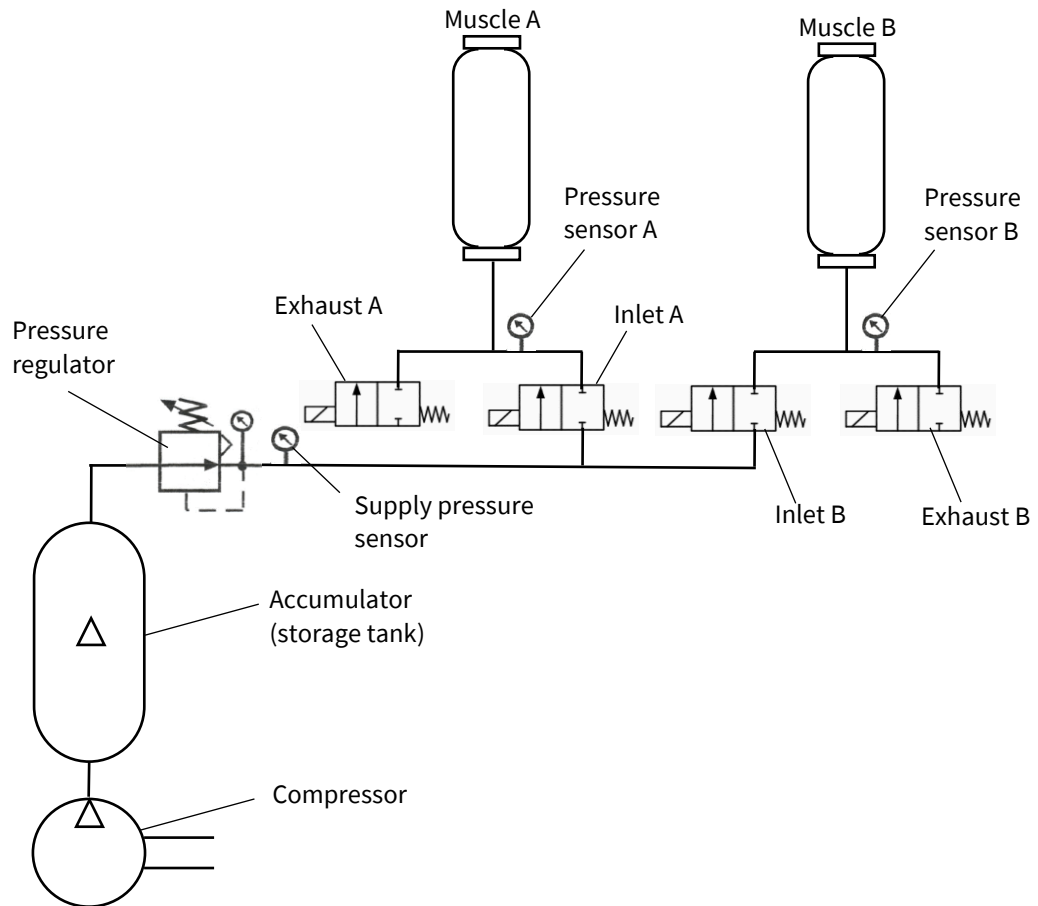 Muscle A
Muscle B
Pressure
sensor A
Pressure
sensor B
Exhaust A
Inlet A
Pressure
regulator
Supply pressure
sensor
Inlet B
Exhaust B
Accumulator
(storage tank)
Compressor